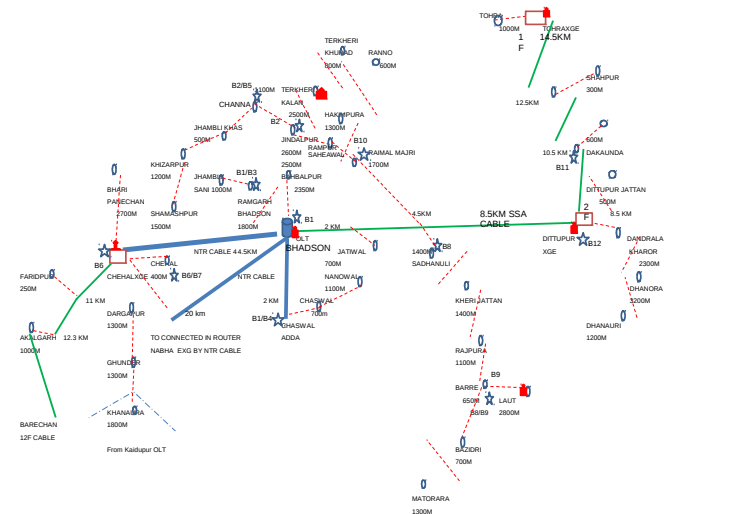 TOHRA
1000M
TOHRAXGE
1
F
14.5KM
TERKHERI
KHURAD
800M
RANNO
600M
SHAHPUR
300M
12.5KM
B2/B5
1100M
TERKHERI
KALAN
2500M
CHANNA
B2
HAKIMPURA
1300M
JHAMBLI KHAS
500M
JINDALPUR
2600M
2500M
RAMPUR
SAHEAWAL
B10
RAIMAL MAJRI
1700M
600M
10.5 KM
DAKAUNDA
B11
KHIZARPUR
1200M
JHAMBLI
SANI 1000M
B1/B3
BUHBALPUR
2350M
DITTUPUR JATTAN
500M
BHARI
PANECHAN
2700M
SHAMASHPUR
1500M
RAMGARH
BHADSON
1800M
B1
2 KM
4.5KM
8.5KM SSA
CABLE
2
F
8.5 KM
OLT
BHADSON
B6
CHEHALXGE
CHEHAL
400M
B6/B7
NTR CABLE 4
4.5KM
NTR CABLE
JATIWAL
700M
NANOWAL
1100M
1400M
B8
SADHANULI
DITTUPUR
XGE
B12
DANDRALA
KHAROR
2300M
FARIDPUR
250M
11 KM
DHANORA
3200M
DARGAPUR
1300M
20 km
2 KM
CHASWAL
700m
KHERI JATTAN
1400M
B1/B4
GHASWAL
ADDA
DHANAURI
1200M
AKALGARH
1000M
12.3 KM
TO CONNECTED IN ROUTER
NABHA  EXG BY NTR CABLE
RAJPURA
1100M
GHUNDER
1300M
B9
BARRE
650M
LAUT
2800M
B8/B9
KHANAURA
1800M
BARECHAN
12F CABLE
From Kaidupur OLT
BAZIDRI
700M
MATORARA
1300M